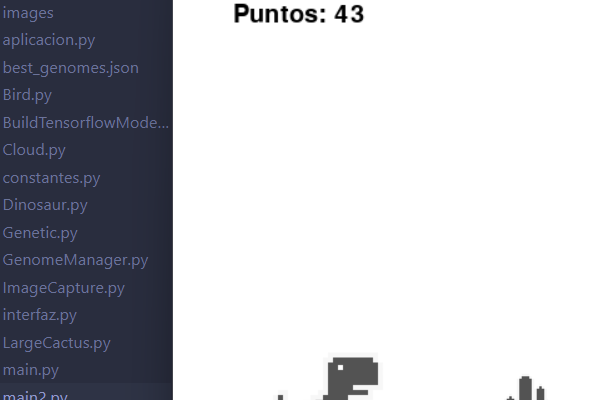 images
aplicacion.py
best_genomes.json
Bird.py
BuildTensorflowMode...
Cloud.py
constantes.py
Dinosaur.py
Genetic.py
GenomeManager.py
ImageCapture.py
interfaz.py
LargeCactus.py
main.py
main2.py
Puntos: 43